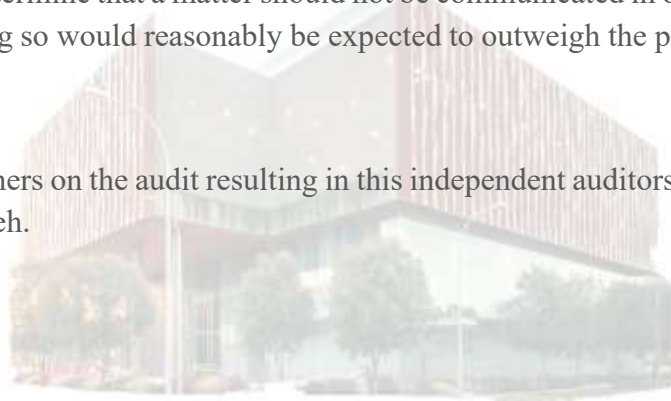 termine that a matter should not be communicated in o
g so would reasonably be expected to outweigh the p
ners on the audit resulting in this independent auditors
eh.